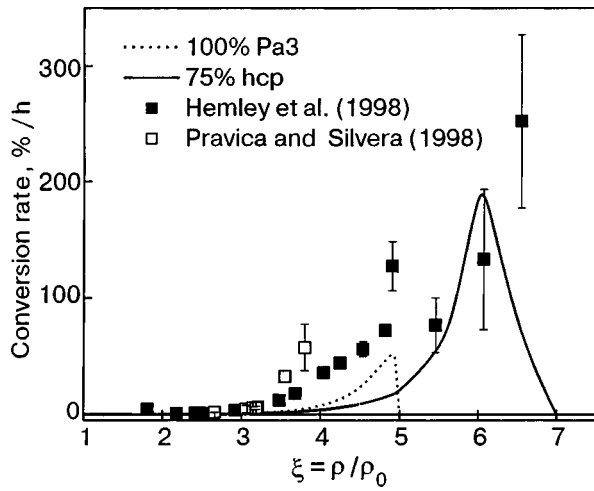 300
200
100
0
Conversion rate, % / h
100% Pa3
75% hcp
Hemley et al. (1998)
Pravica and Silvera (1998)
1 2 3 4 5 6 7
ξ = ρ/ρ0